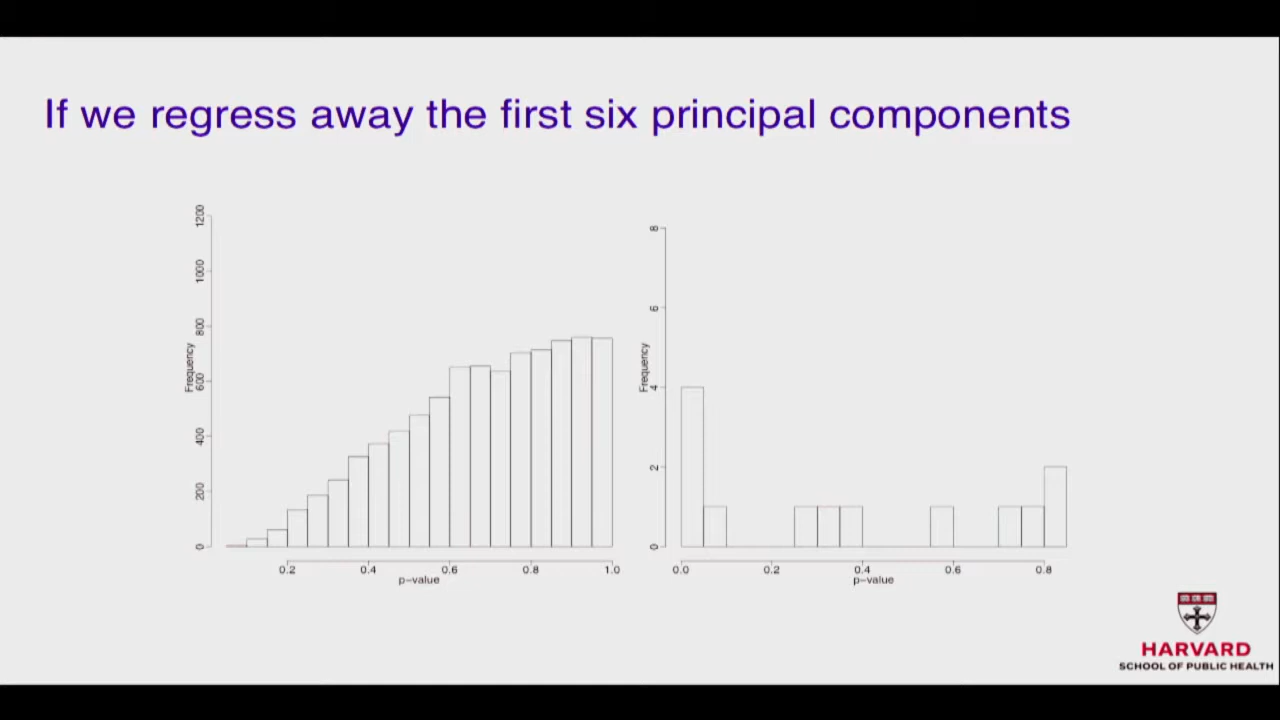 If we regress away the first six principal components
1200
1000
800
600
400
200
0
Frequency
0.2 0.4 0.6 0.8 1.0
p-value
8
6
4
2
0
Frequency
0.0 0.2 0.4 0.6 0.8
p-value
HARVARD
SCHOOL OF PUBLIC HEALTH